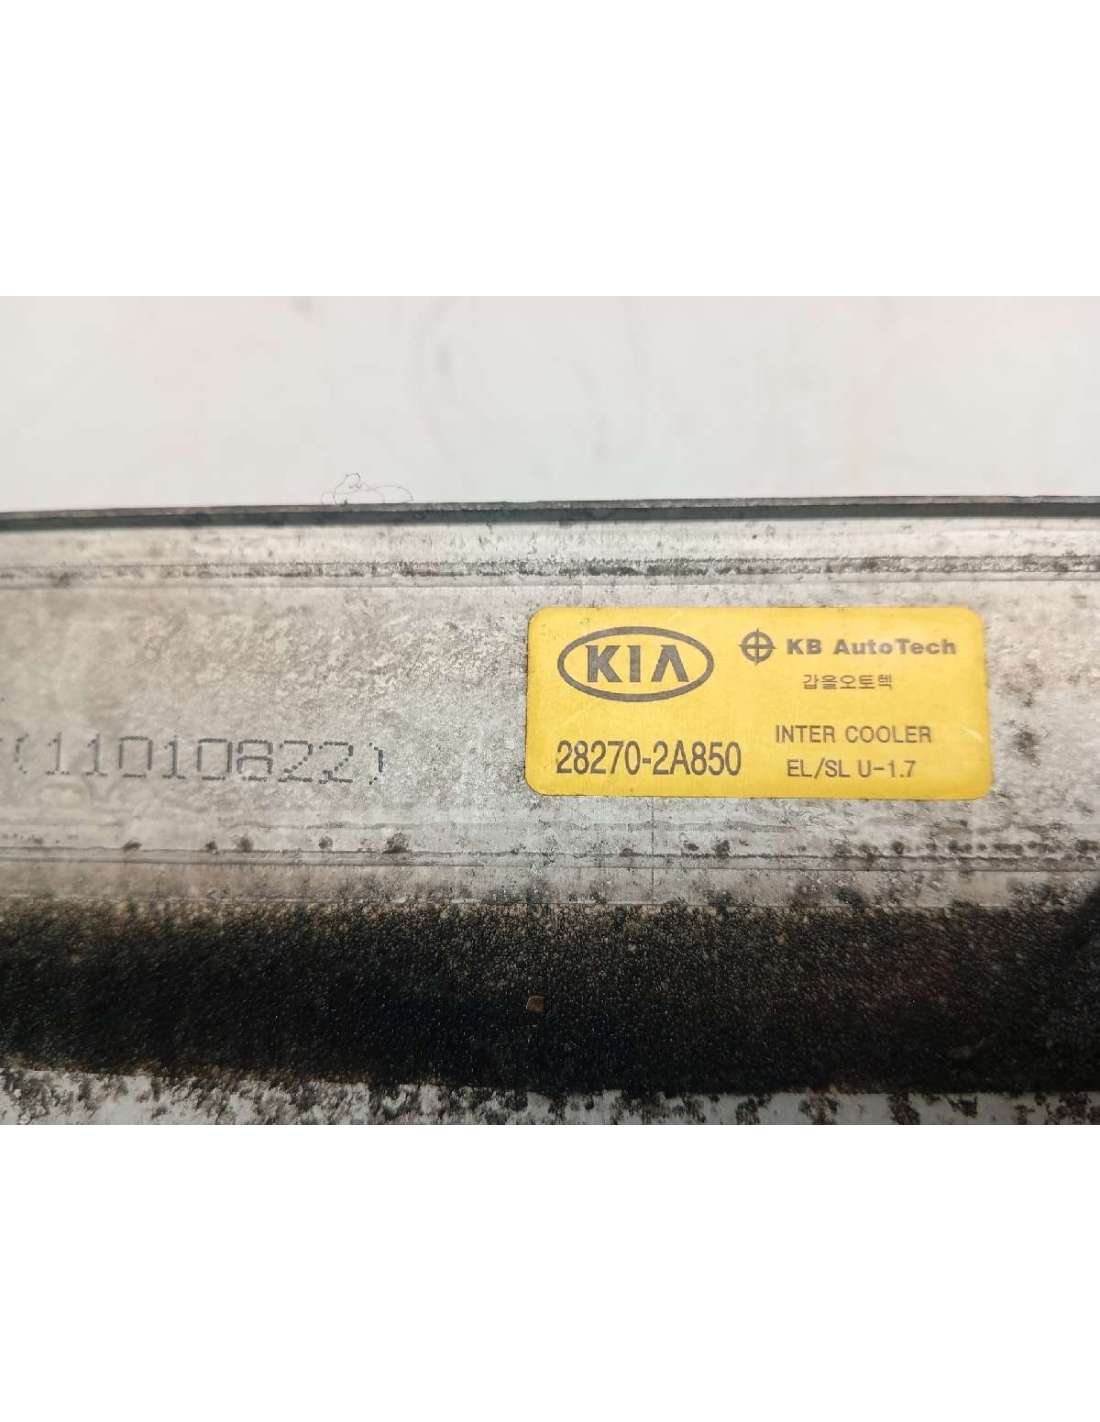 (11010822)
KIA
KB AutoTech
갑을오토텍
28270-2A850
INTER COOLER
EL/SL U-1.7